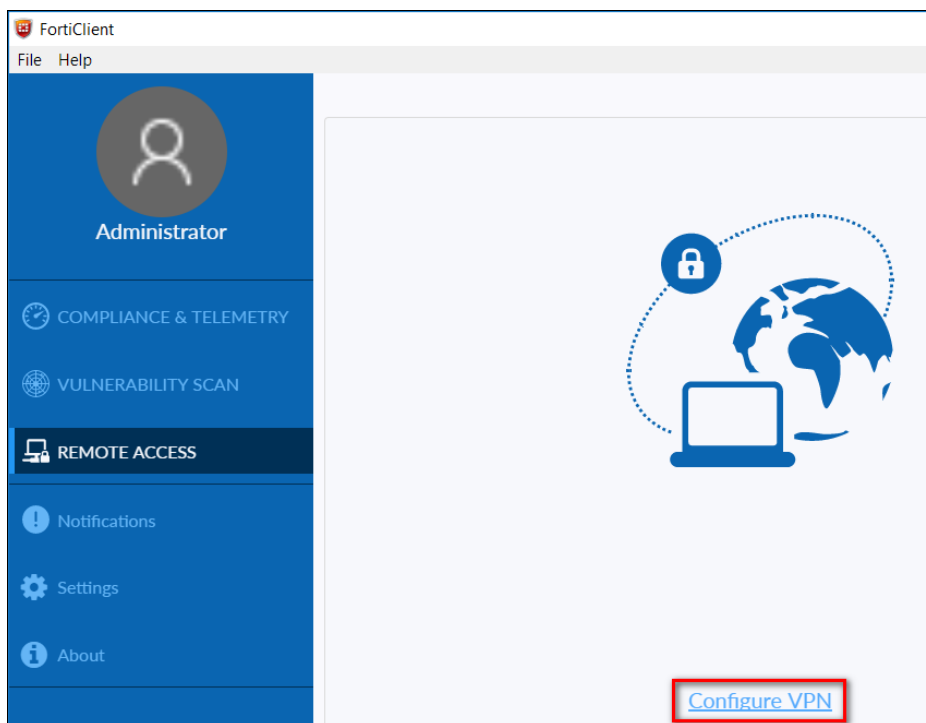 FortiClient
File Help
Administrator
COMPLIANCE & TELEMETRY
VULNERABILITY SCAN
REMOTE ACCESS
Notifications
Settings
About
Configure VPN